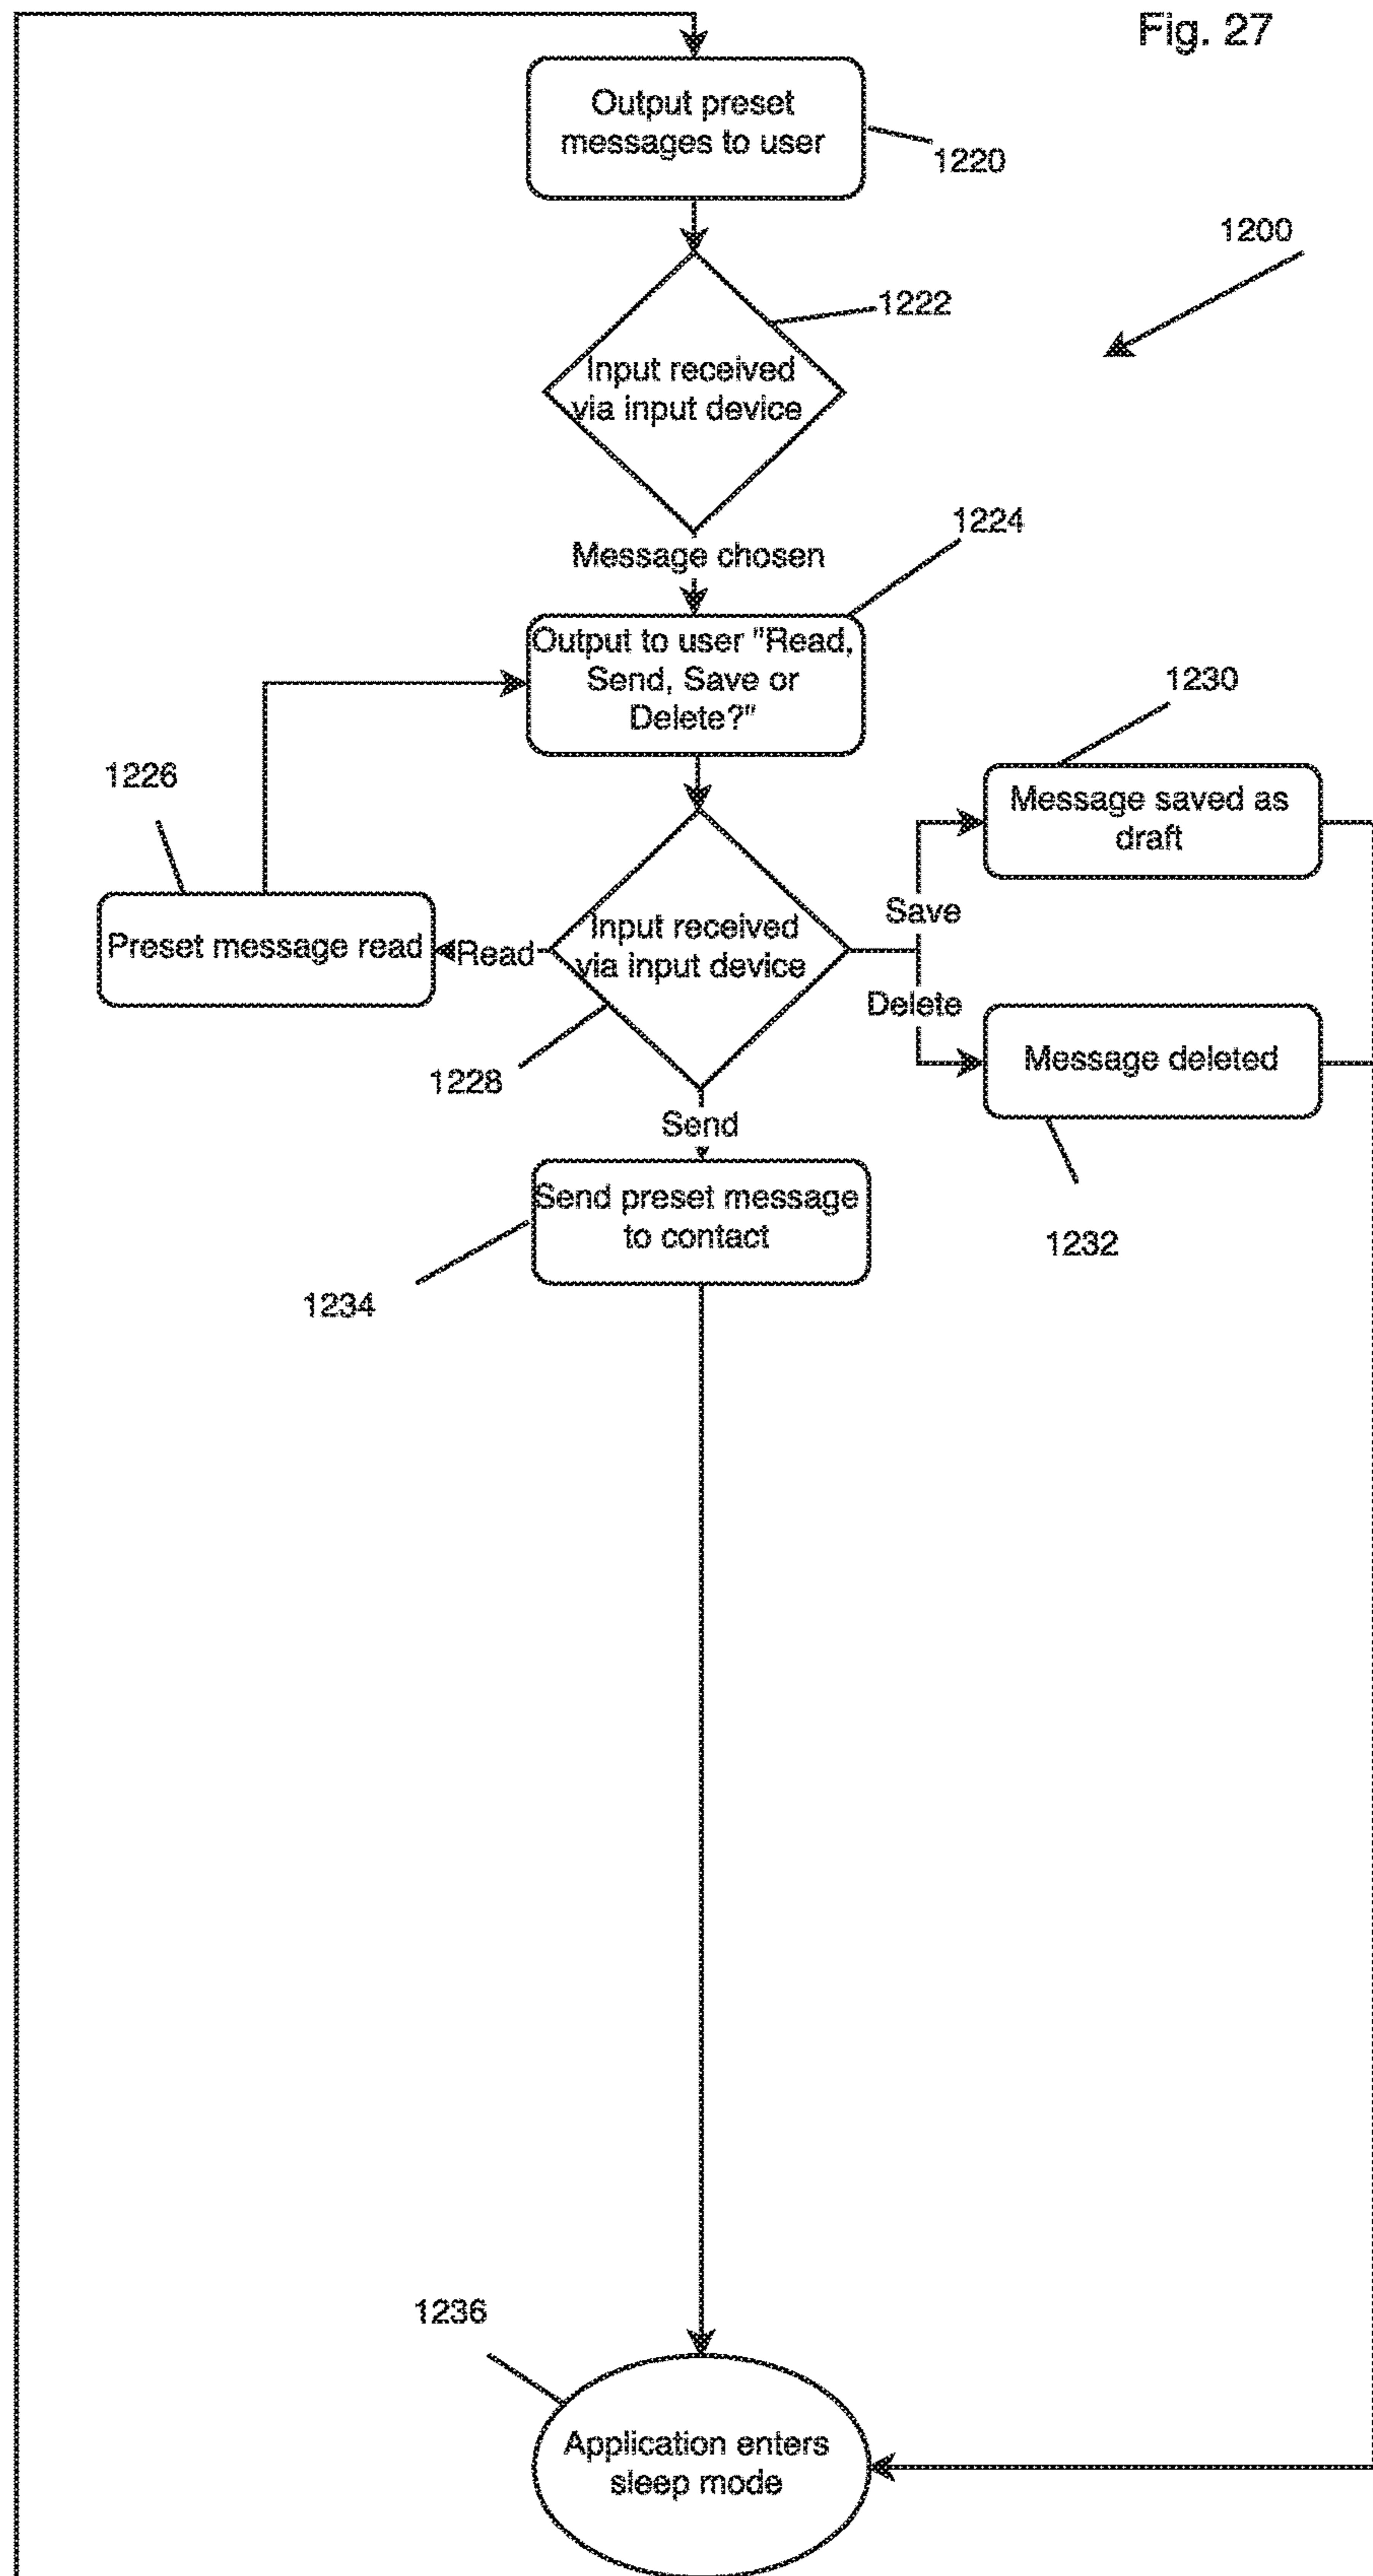 Fig. 27
Output preset
messages to user
1220
1200
1222
Input received
via input device
1224
Message chosen
Output to user "Read,
Send, Save or
Delete?"
1230
1226
Message saved as
draft
Save
Preset message read
Read
Input received
via input device
Delete
Message deleted
1228
Send
Send preset message
to contact
1232
1234
1236
Application enters
sleep mode